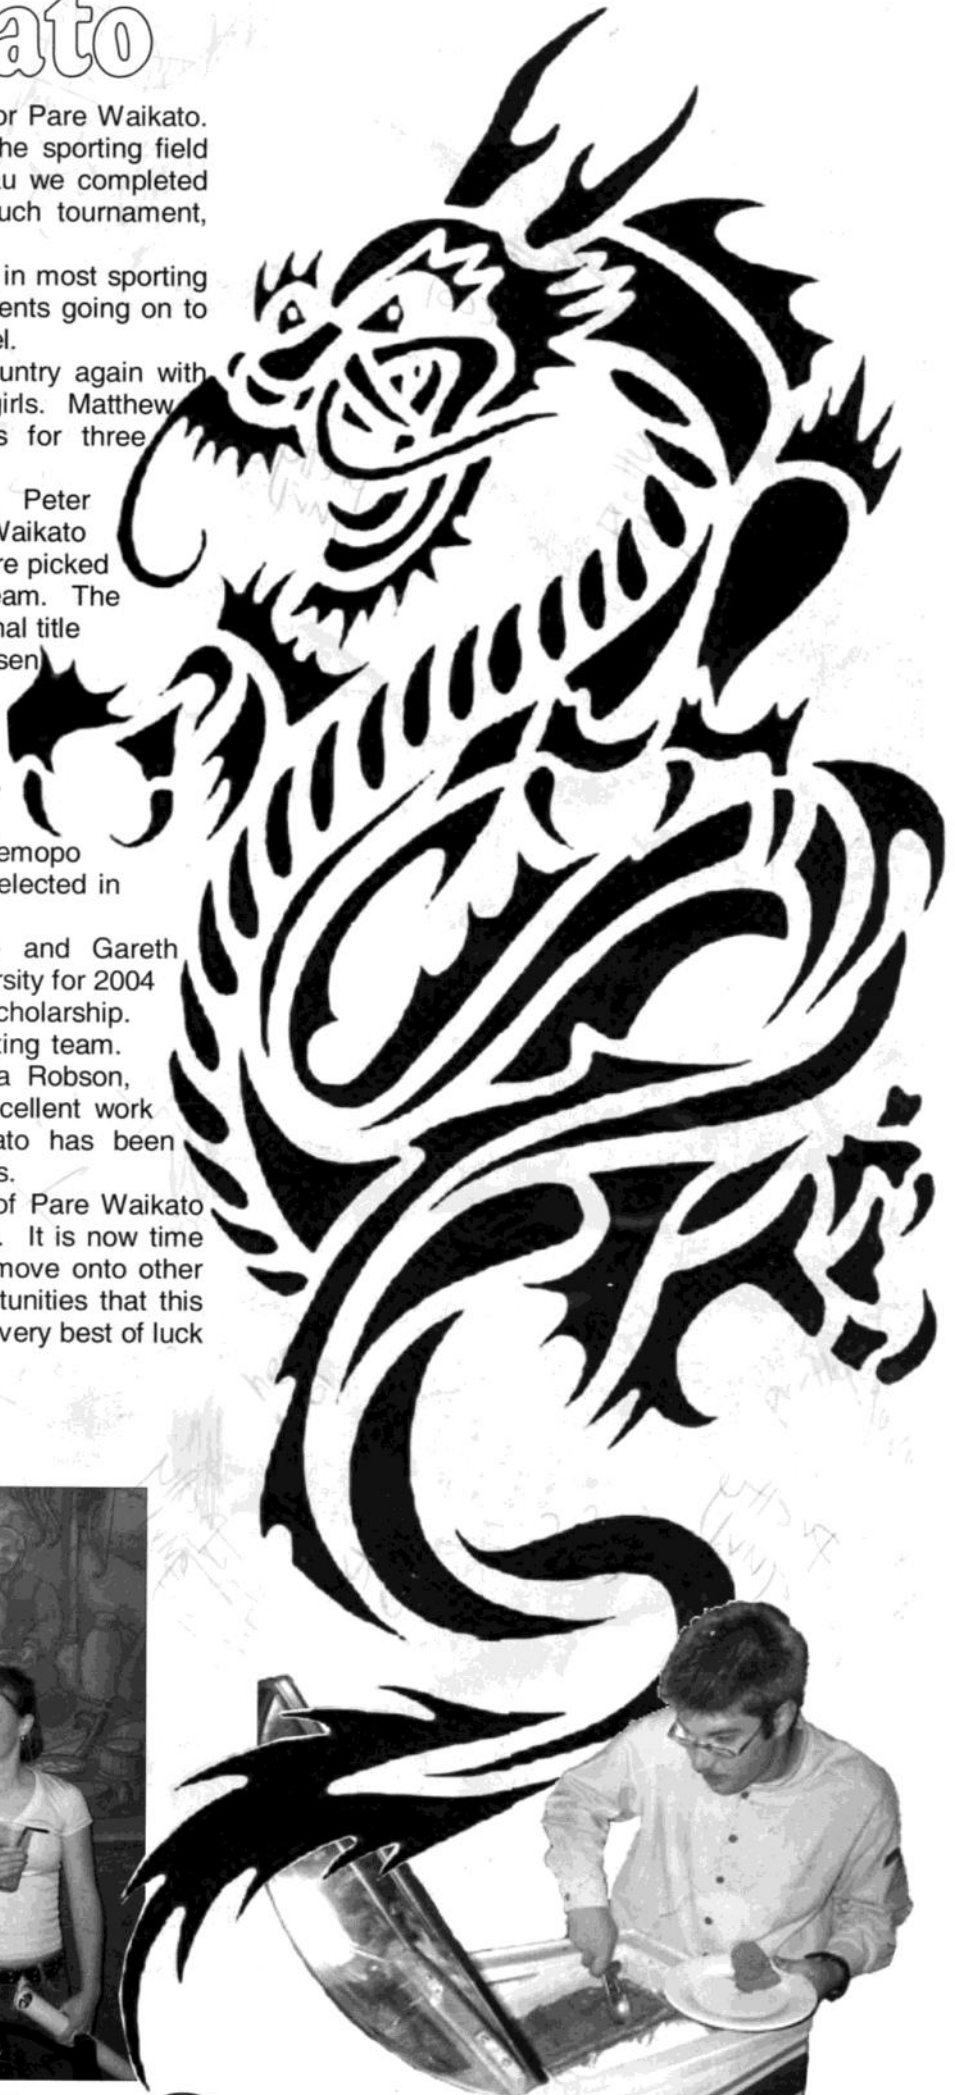 ato
or Pare Waikato.
he sporting field
u we completed
uch tournament,
in most sporting
ents going on to
el.
untry again with
girls. Matthew
s for three
Peter
Waikato
re picked
eam. The
nal title
sen
emopo
elected in
and Gareth
rsity for 2004
cholarship.
ting team.
a Robson,
cellent work
ato has been
s.
of Pare Waikato
. It is now time
move onto other
tunities that this
very best of luck